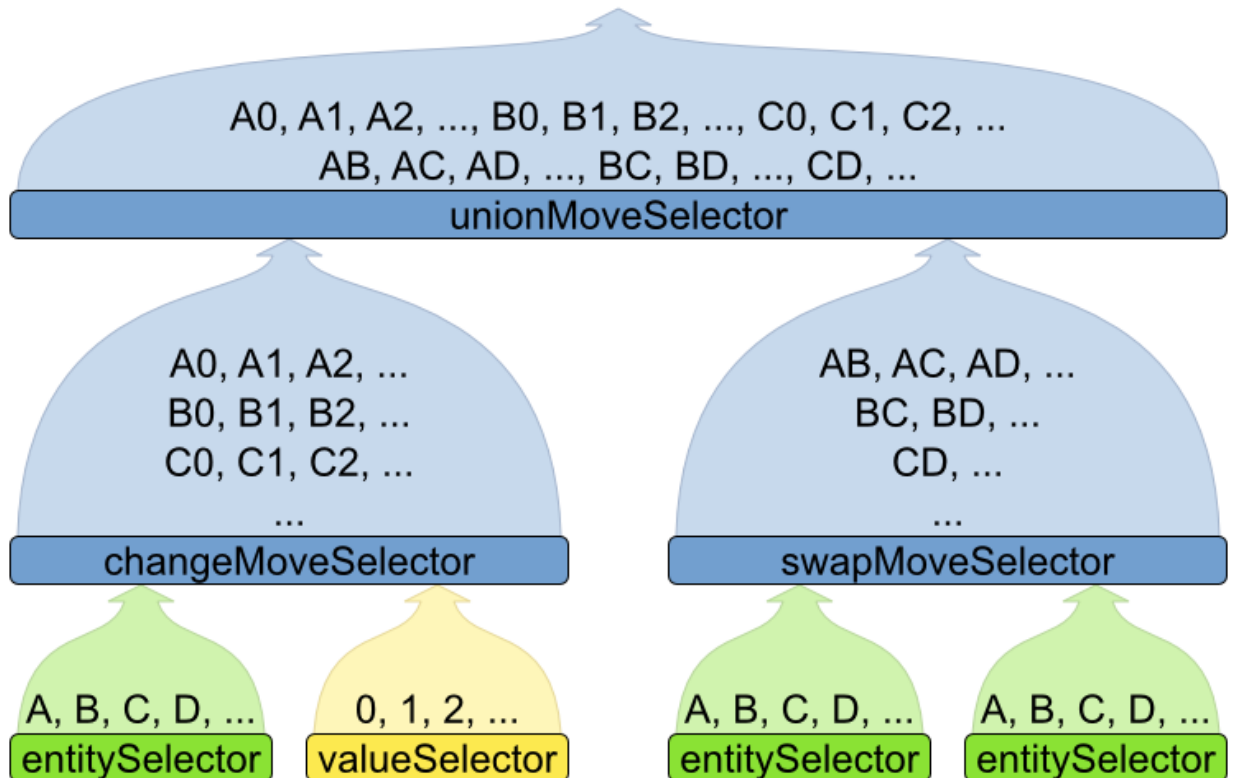 A0, A1, A2, ..., B0, B1, B2, ..., C0, C1, C2, ...
AB, AC, AD, ..., BC, BD, ..., CD, ...
unionMoveSelector
A0, A1, A2, ...
B0, B1, B2, ...
C0, C1, C2, ...
...
changeMoveSelector
AB, AC, AD, ...
BC, BD, ...
CD, ...
...
swapMoveSelector
A, B, C, D, ...
entitySelector
0, 1, 2, ...
valueSelector
A, B, C, D, ...
entitySelector
A, B, C, D, ...
entitySelector